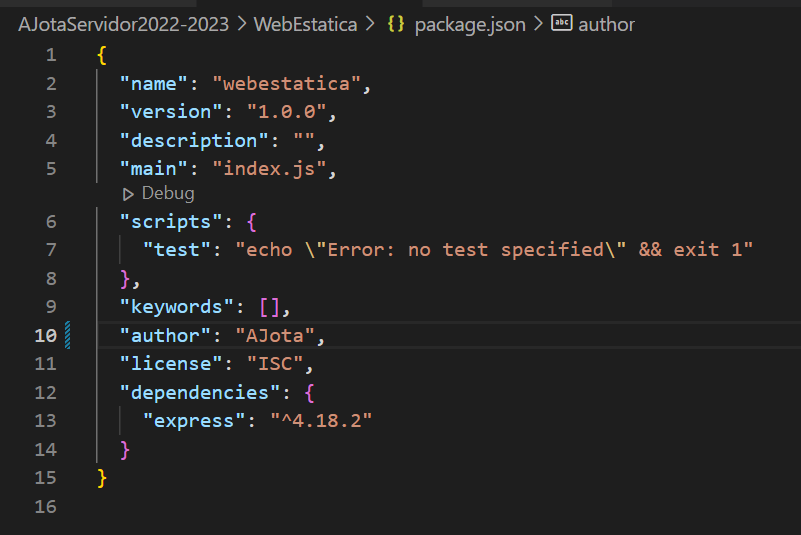 AJotaServidor2022-2023 > WebEstatica > {} package.json > abc author
1 {
2 "name": "webestatica",
3 "version": "1.0.0",
4 "description": "",
5 "main": "index.js",
Debug
6 "scripts": {
7 "test": "echo \"Error: no test specified\" && exit 1"
8 },
9 "keywords": [],
10 "author": "AJota",
11 "license": "ISC",
12 "dependencies": {
13 "express": "^4.18.2"
14 }
15 }
16